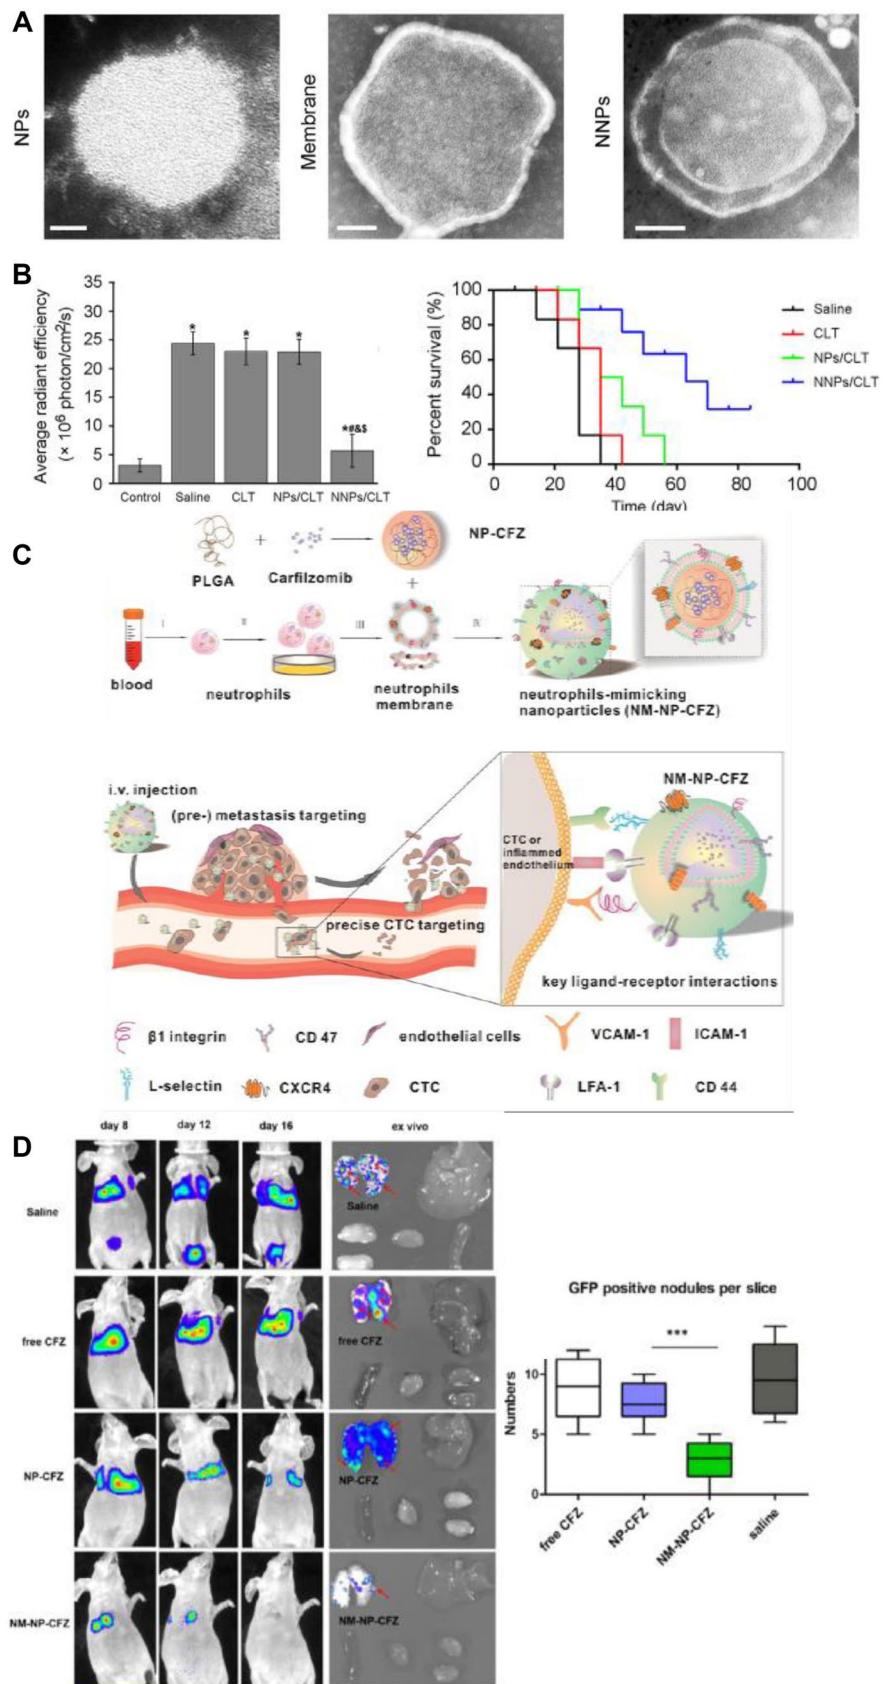 A
NPs
Membrane
NNPs
B
Average radiant efficiency
(× 10⁶ photon/cm²/s)
35
30
25
20
15
10
5
0
*
*
*
*#&$
Control
Saline
CLT
NPs/CLT
NNPs/CLT
Percent survival (%)
100
80
60
40
20
0
0
20
40
60
80
100
Time (day)
Saline
CLT
NPs/CLT
NNPs/CLT
C
PLGA
+
Carfilzomib
NP-CFZ
+
I
II
III
IV
blood
neutrophils
neutrophils
membrane
neutrophils-mimicking
nanoparticles (NM-NP-CFZ)
i.v. injection
(pre-) metastasis targeting
precise CTC targeting
NM-NP-CFZ
CTC or
inflammed
endothelium
key ligand-receptor interactions
β1 integrin
CD 47
endothelial cells
VCAM-1
ICAM-1
L-selectin
CXCR4
CTC
LFA-1
CD 44
D
day 8
day 12
day 16
ex vivo
Saline
Saline
free CFZ
free CFZ
NP-CFZ
NP-CFZ
NM-NP-CFZ
NM-NP-CFZ
GFP positive nodules per slice
***
Numbers
10
5
0
free CFZ
NP-CFZ
NM-NP-CFZ
saline